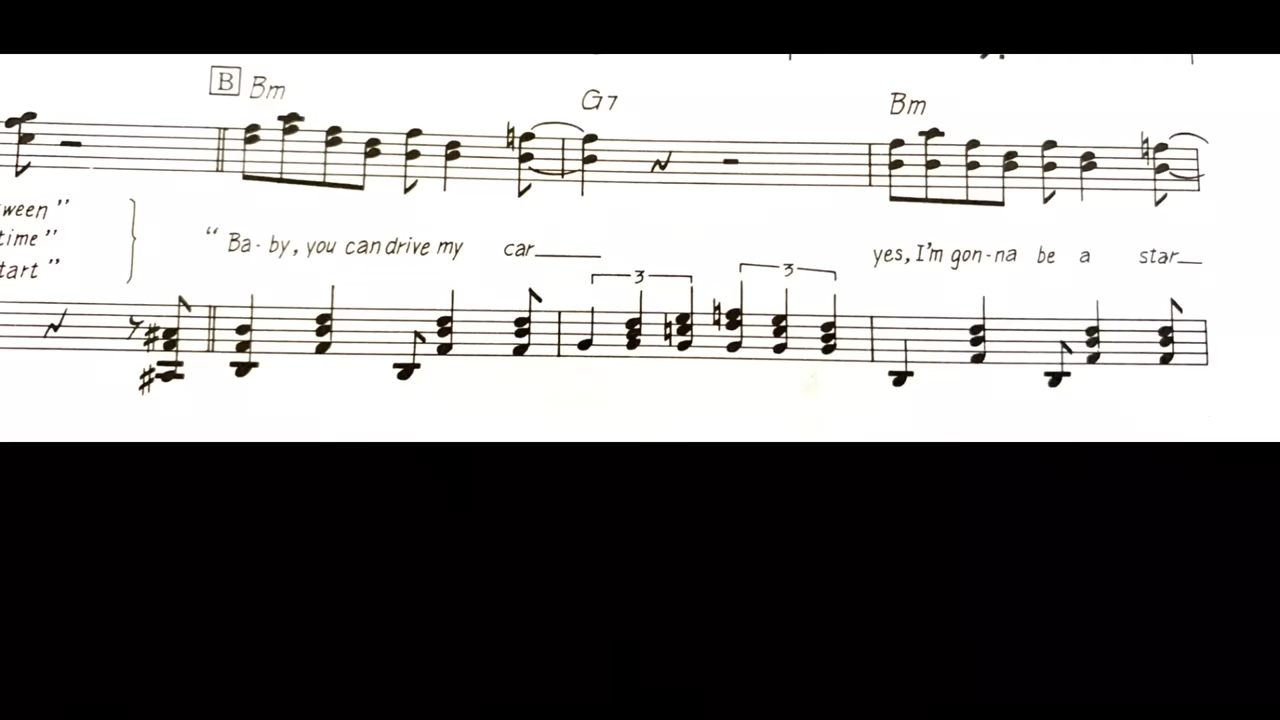 B Bm G7 Bm
ween"
time"
tart"
"Ba-by, you can drive my car yes, I'm gon-na be a star
3 3